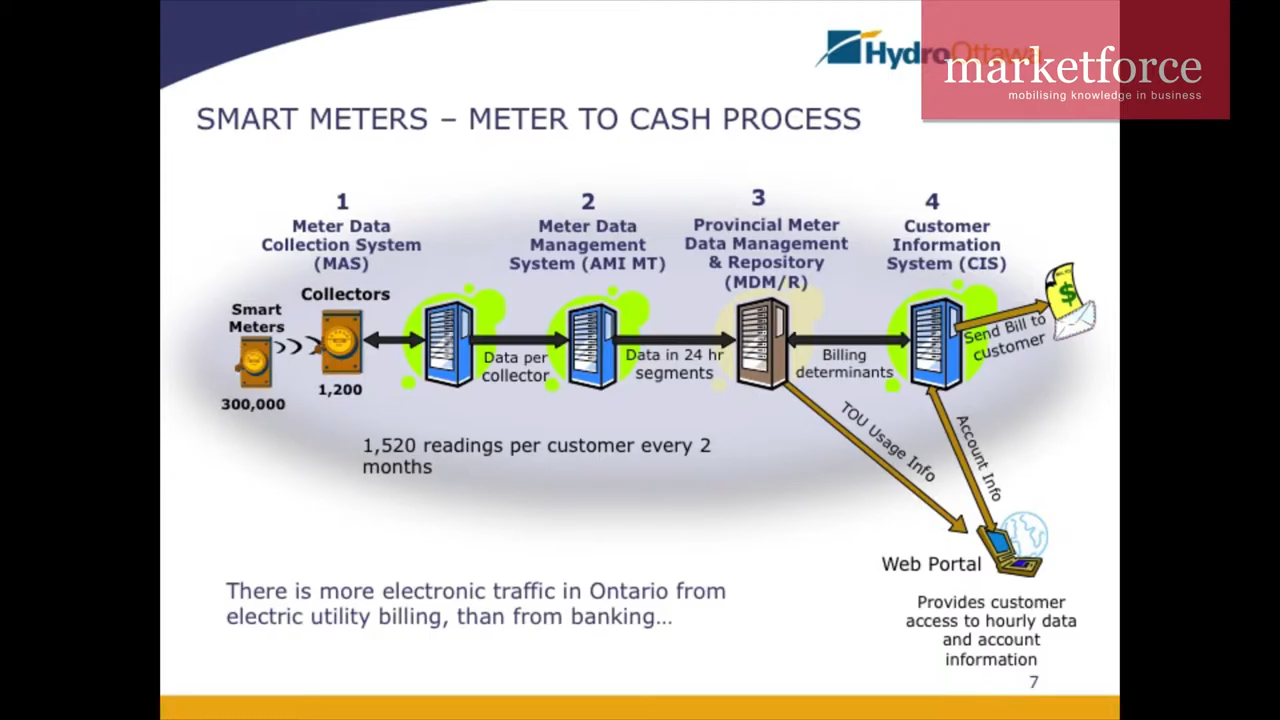 HydroOttawa
marketforce
mobilising knowledge in business
SMART METERS – METER TO CASH PROCESS
1
Meter Data
Collection System
(MAS)
2
Meter Data
Management
System (AMI MT)
3
Provincial Meter
Data Management
& Repository
(MDM/R)
4
Customer
Information
System (CIS)
Smart
Meters
300,000
Collectors
1,200
Data per
collector
Data in 24 hr
segments
Billing
determinants
$
Send Bill to
customer
TOU Usage Info
Account Info
1,520 readings per customer every 2
months
Web Portal
Provides customer
access to hourly data
and account
information
There is more electronic traffic in Ontario from
electric utility billing, than from banking…
7